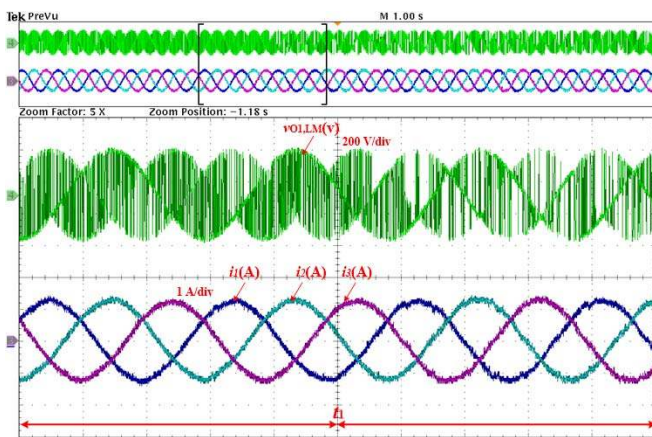 Tek PreVu M 1.00 s
Zoom Factor: 5 X Zoom Position: -1.18 s
vO1,LM(v)
200 V/div
i1(A) i2(A) i3(A)
1 A/div
t1